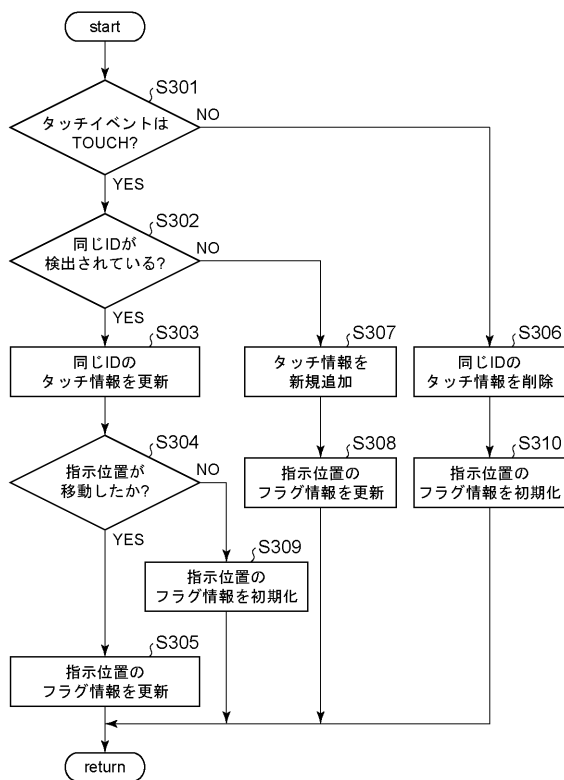 start
S301
タッチイベントは
TOUCH?
NO
YES
S302
同じIDが
検出されている?
NO
YES
S303
同じIDの
タッチ情報を更新
S307
タッチ情報を
新規追加
S306
同じIDの
タッチ情報を削除
S304
指示位置が
移動したか?
NO
YES
S308
指示位置の
フラグ情報を更新
S310
指示位置の
フラグ情報を初期化
S309
指示位置の
フラグ情報を初期化
S305
指示位置の
フラグ情報を更新
return